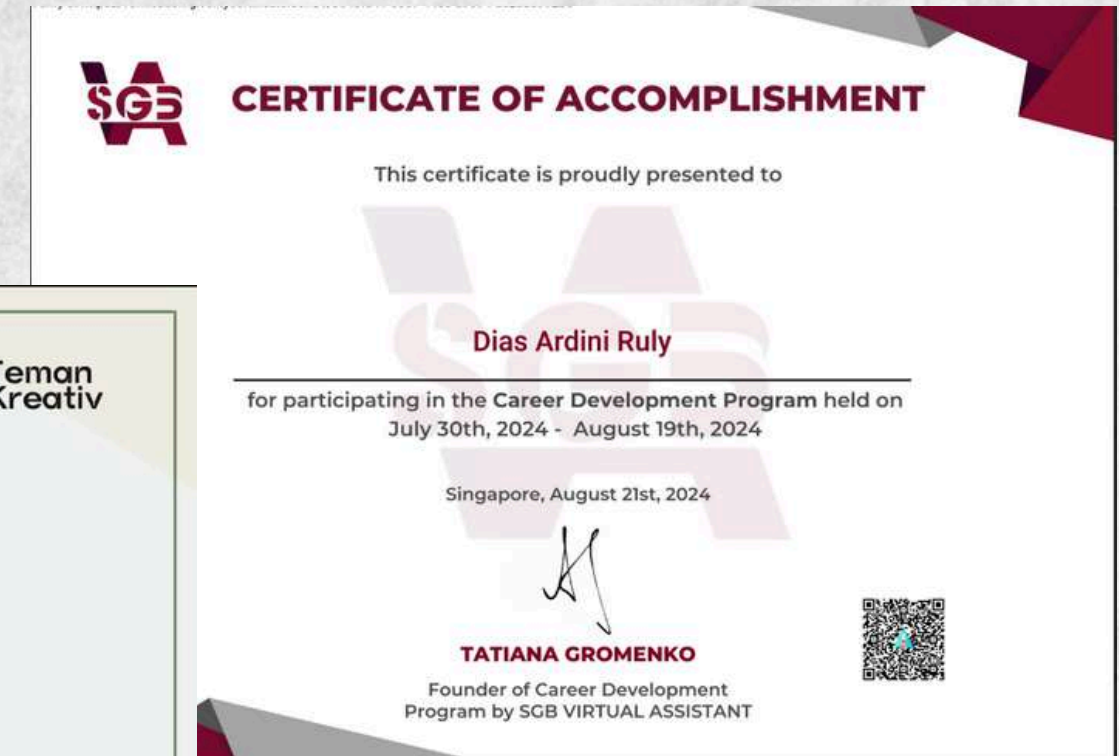 SGB
CERTIFICATE OF ACCOMPLISHMENT
This certificate is proudly presented to
Dias Ardini Ruly
for participating in the Career Development Program held on
July 30th, 2024 - August 19th, 2024
Singapore, August 21st, 2024
TATIANA GROMENKO
Founder of Career Development
Program by SGB VIRTUAL ASSISTANT
eman
Kreativ